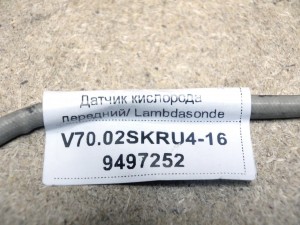 Датчик кислорода
передний/ Lambdasonde
V70.02SKRU4-16
9497252